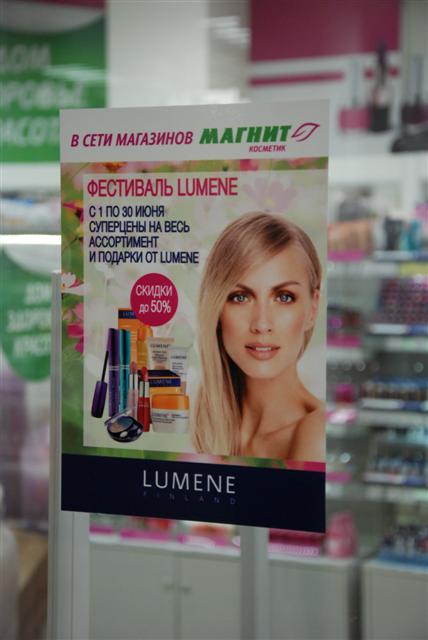 ДОМ
В СЕТИ МАГАЗИНОВ МАГНИТ
КОСМЕТИК
ФЕСТИВАЛЬ LUMENE
С 1 ПО 30 ИЮНЯ
СУПЕРЦЕНЫ НА ВЕСЬ
АССОРТИМЕНТ
И ПОДАРКИ ОТ LUMENE
СКИДКИ
до 50%
LUMENE
FINLAND